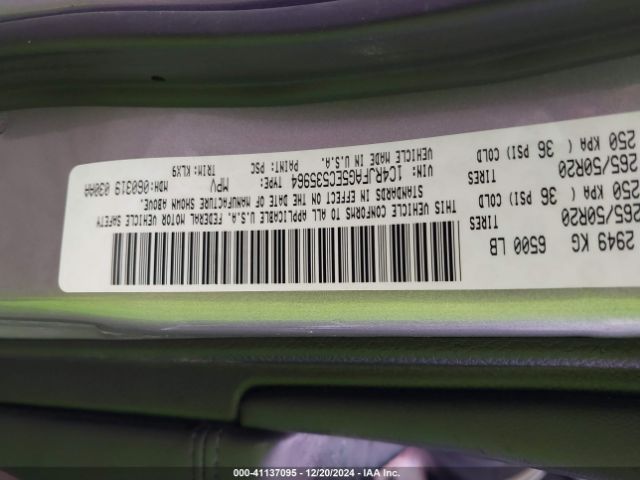 2949 KG
6500 LB
265/50R20
TIRES
265/50R20
TIRES
250 KPA ( 36 PSI) COLD
250 KPA ( 36 PSI) COLD
THIS VEHICLE CONFORMS TO ALL APPLICABLE U.S.A. FEDERAL MOTOR VEHICLE SAFETY
STANDARDS IN EFFECT ON THE DATE OF MANUFACTURE SHOWN ABOVE.
VIN: 1C4RJFAG5EC535964 TYPE: MPV MDH:060319 030AA
VEHICLE MADE IN U.S.A. PAINT: PSC TRIM: KLX9
000-41137095 - 12/20/2024 - IAA Inc.